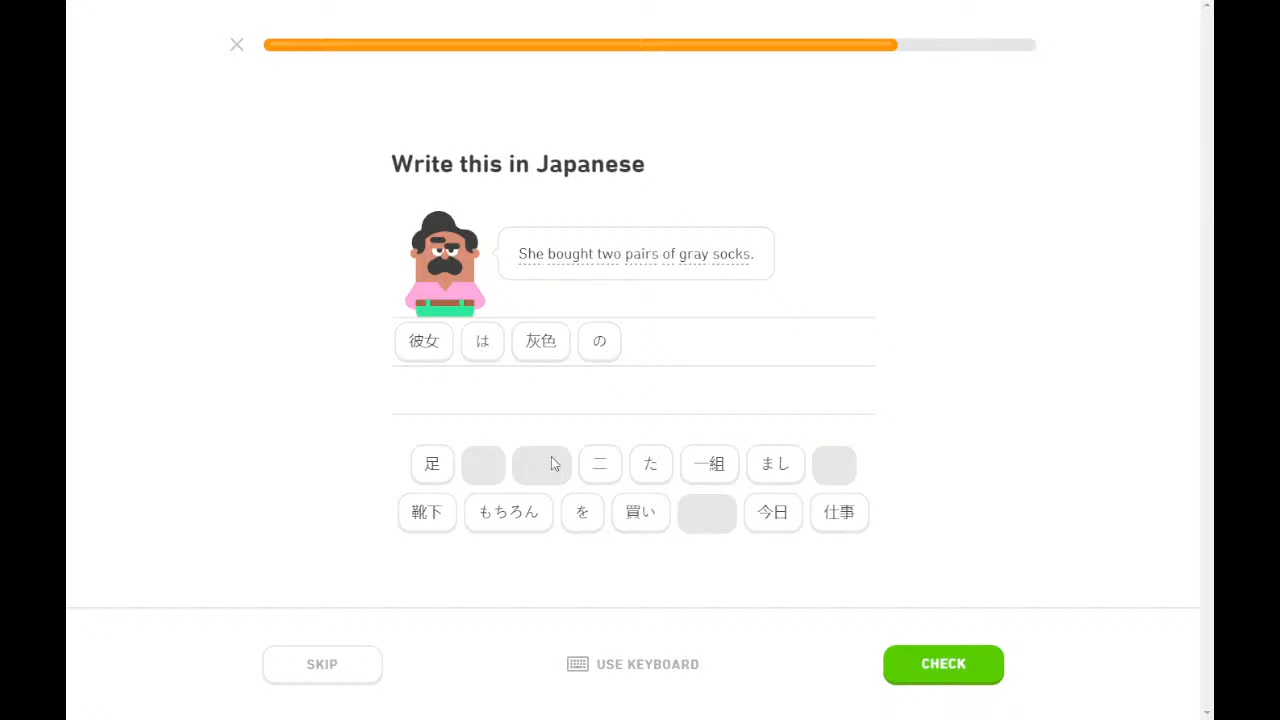 Write this in Japanese
She bought two pairs of gray socks.
彼女 は 灰色 の
足 二 た 一組 まし
靴下 もちろん を 買い 今日 仕事
SKIP USE KEYBOARD CHECK